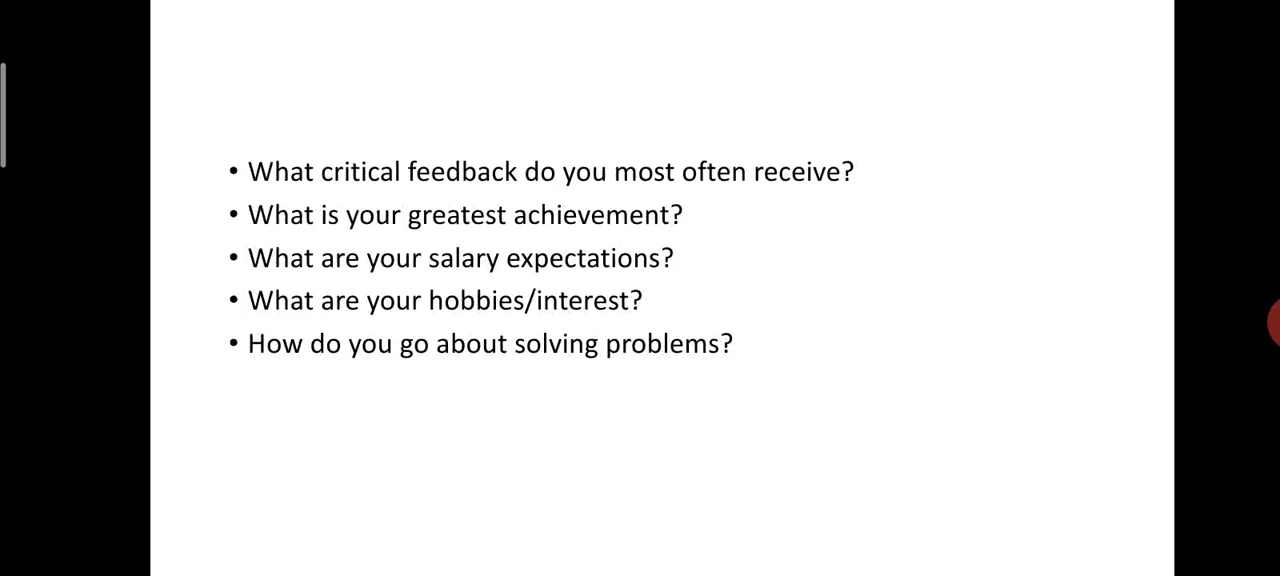 • What critical feedback do you most often receive?
• What is your greatest achievement?
• What are your salary expectations?
• What are your hobbies/interest?
• How do you go about solving problems?